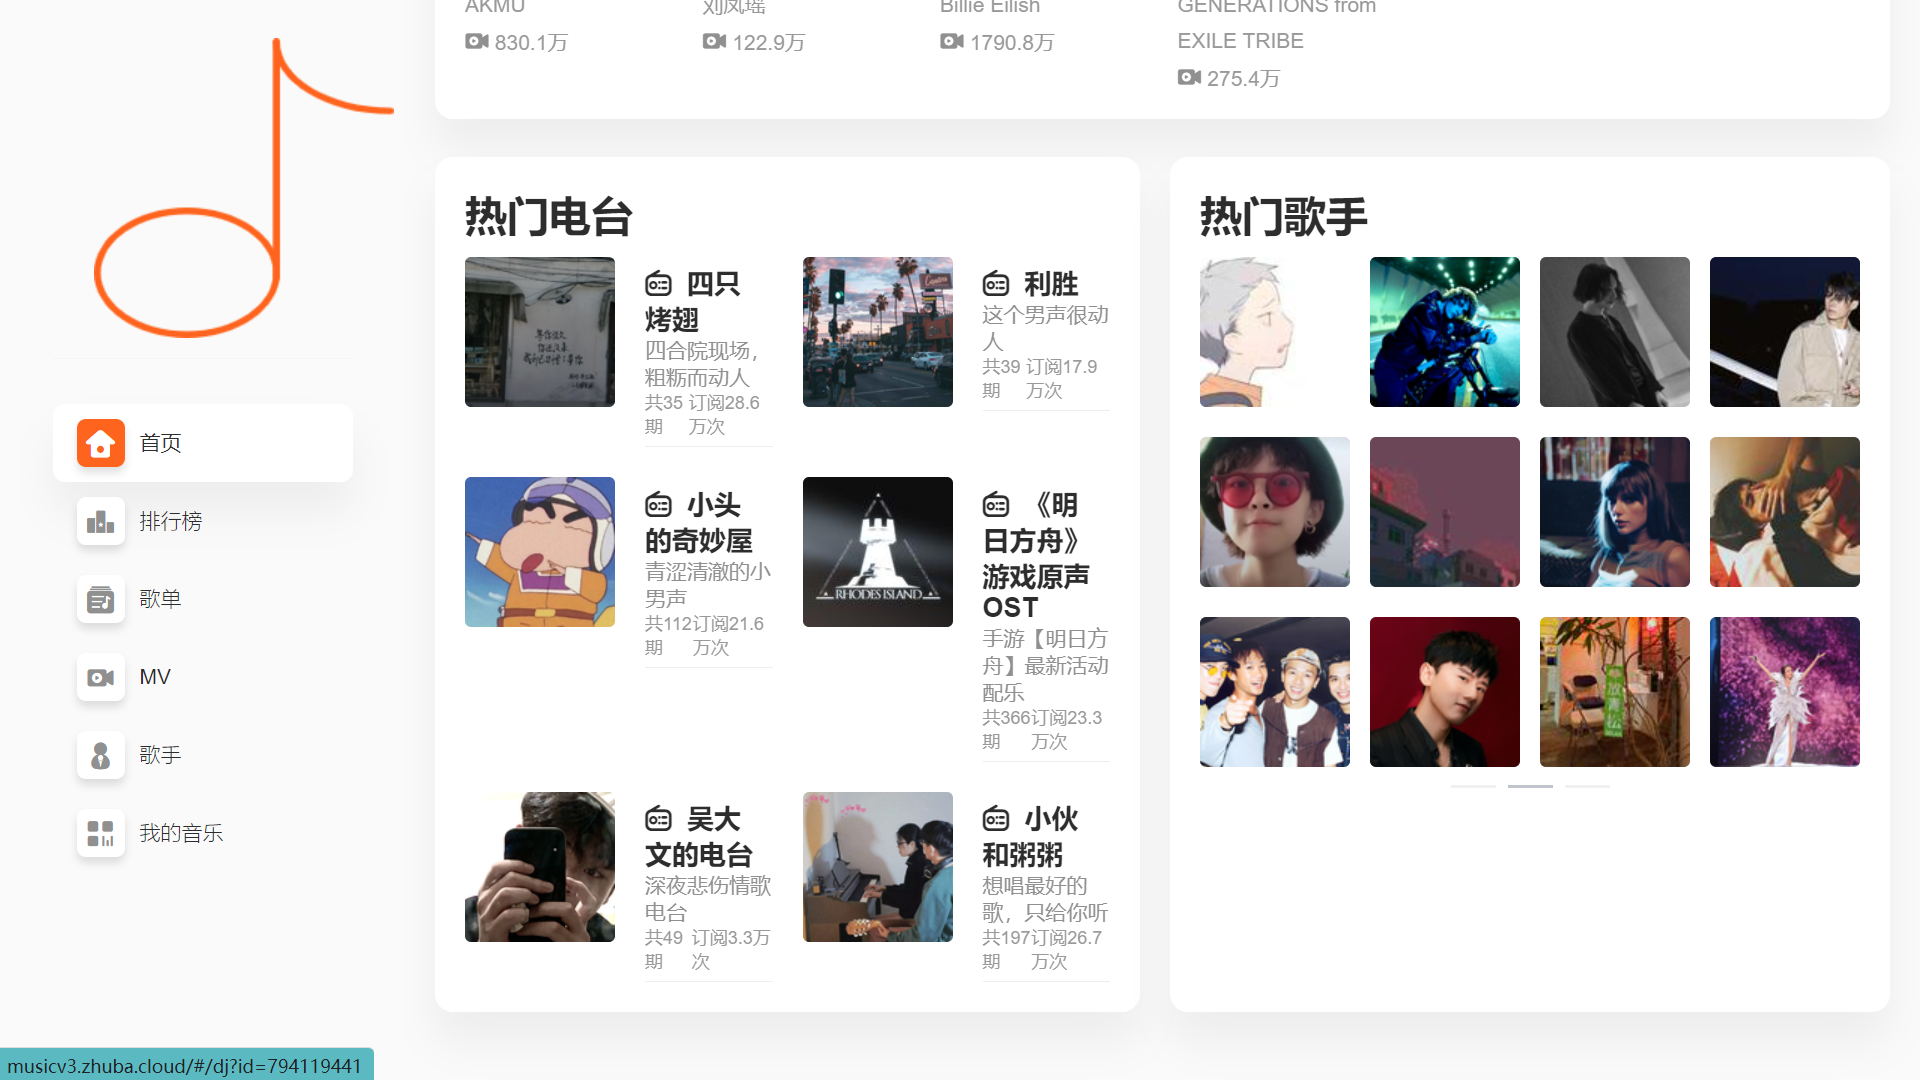 AKMU
830.1万
刘凤瑶
122.9万
Billie Eilish
1790.8万
GENERATIONS from
EXILE TRIBE
275.4万
首页
排行榜
歌单
MV
歌手
我的音乐
热门电台
四只
烤翅
四合院现场，
粗粝而动人
共35 订阅28.6
期 万次
利胜
这个男声很动
人
共39 订阅17.9
期 万次
小头
的奇妙屋
青涩清澈的小
男声
共112订阅21.6
期 万次
RHODES ISLAND
《明
日方舟》
游戏原声
OST
手游【明日方
舟】最新活动
配乐
共366订阅23.3
期 万次
吴大
文的电台
深夜悲伤情歌
电台
共49 订阅3.3万
期 次
小伙
和粥粥
想唱最好的
歌，只给你听
共197订阅26.7
期 万次
热门歌手
放青松
musicv3.zhuba.cloud/#/dj?id=794119441